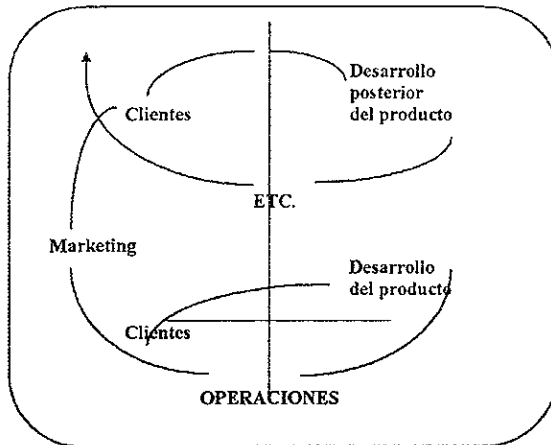 Clientes
Desarrollo
posterior
del producto
ETC.
Marketing
Desarrollo
del producto
Clientes
OPERACIONES